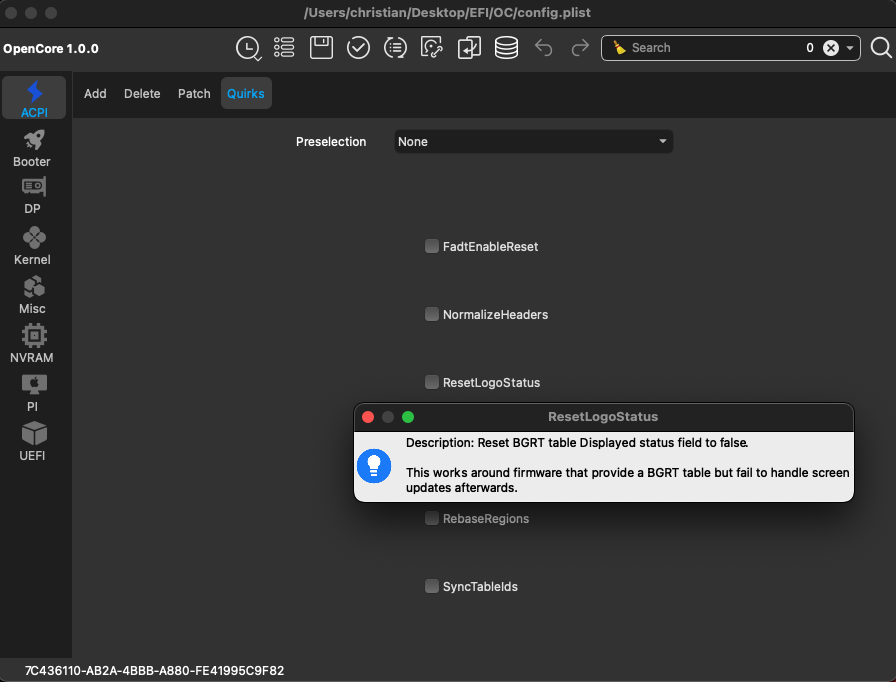 /Users/christian/Desktop/EFI/OC/config.plist
OpenCore 1.0.0
Search
0
ACPI
Booter
DP
Kernel
Misc
NVRAM
PI
UEFI
Add
Delete
Patch
Quirks
Preselection
None
FadtEnableReset
NormalizeHeaders
ResetLogoStatus
ResetLogoStatus
Description: Reset BGRT table Displayed status field to false.
This works around firmware that provide a BGRT table but fail to handle screen
updates afterwards.
RebaseRegions
SyncTableIds
7C436110-AB2A-4BBB-A880-FE41995C9F82